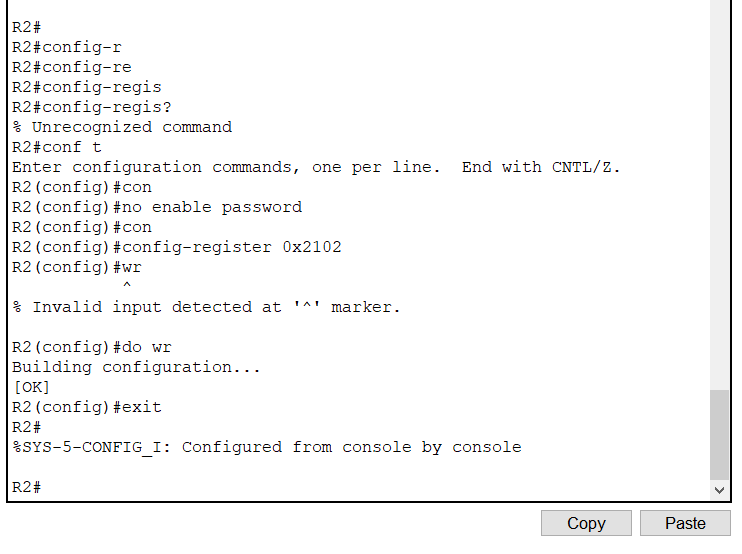 R2#
R2#config-r
R2#config-re
R2#config-regis
R2#config-regis?
% Unrecognized command
R2#conf t
Enter configuration commands, one per line.  End with CNTL/Z.
R2(config)#con
R2(config)#no enable password
R2(config)#con
R2(config)#config-register 0x2102
R2(config)#wr
           ^
% Invalid input detected at '^' marker.
R2(config)#do wr
Building configuration...
[OK]
R2(config)#exit
R2#
%SYS-5-CONFIG_I: Configured from console by console
R2#
Copy Paste